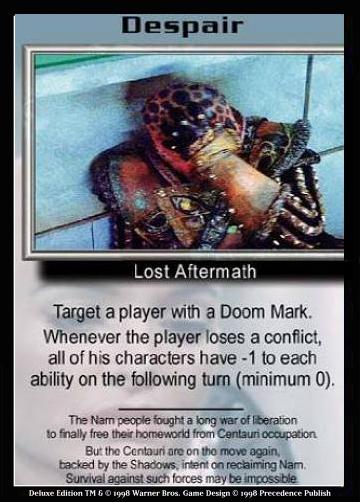 Despair
Lost Aftermath
Target a player with a Doom Mark.
Whenever the player loses a conflict,
all of his characters have -1 to each
ability on the following turn (minimum 0).
The Narn people fought a long war of liberation
to finally free their homeworld from Centauri occupation.
But the Centauri are on the move again,
backed by the Shadows, intent on reclaiming Narn.
Survival against such forces may be impossible.
Deluxe Edition TM & © 1998 Warner Bros. Game Design © 1998 Precedence Publish